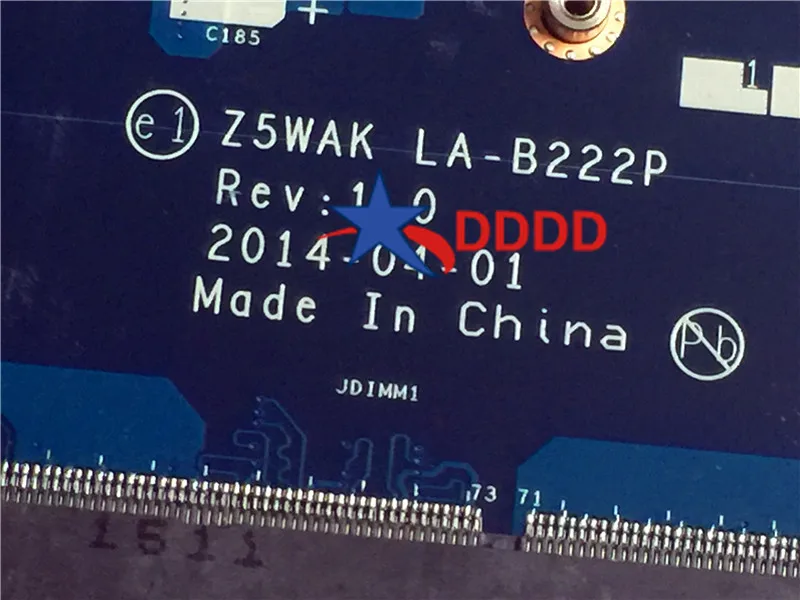 C185
1
e1 Z5WAK LA-B222P
Rev:1.0
2014-04-01
DDDD
Made In China
Pb
JDIMM1
73 71
1511